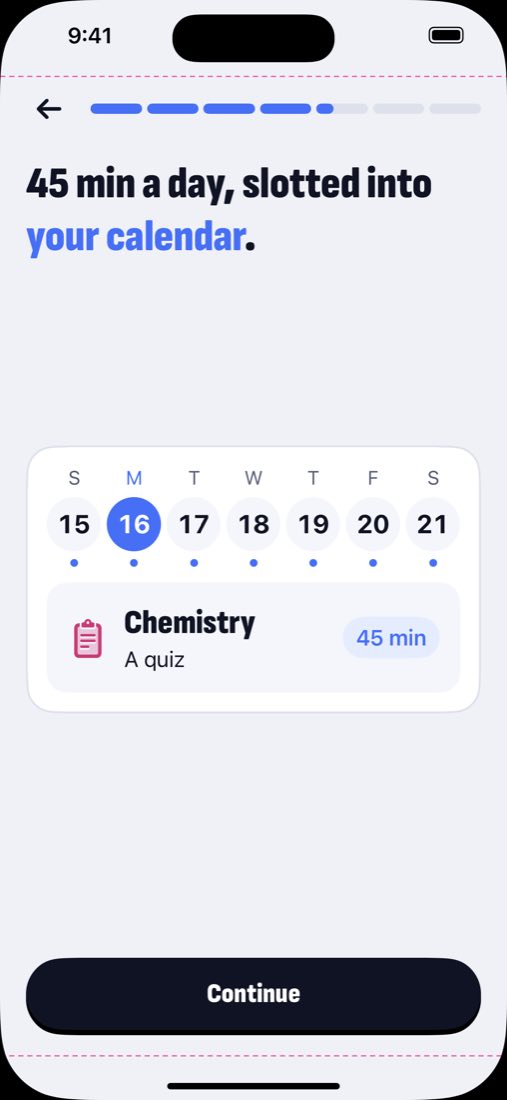 9:41
45 min a day, slotted into
your calendar.
S M T W T F S
15 16 17 18 19 20 21
Chemistry
A quiz
45 min
Continue